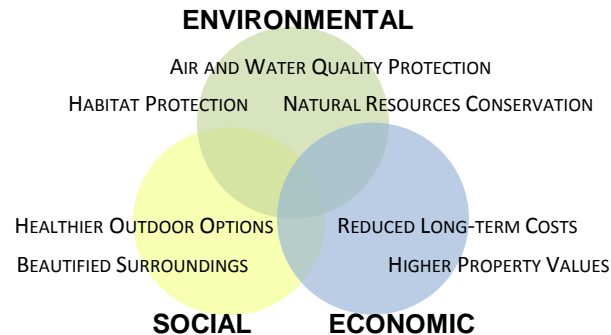 ENVIRONMENTAL
AIR AND WATER QUALITY PROTECTION
HABITAT PROTECTION NATURAL RESOURCES CONSERVATION
HEALTHIER OUTDOOR OPTIONS REDUCED LONG-TERM COSTS
BEAUTIFIED SURROUNDINGS HIGHER PROPERTY VALUES
SOCIAL ECONOMIC